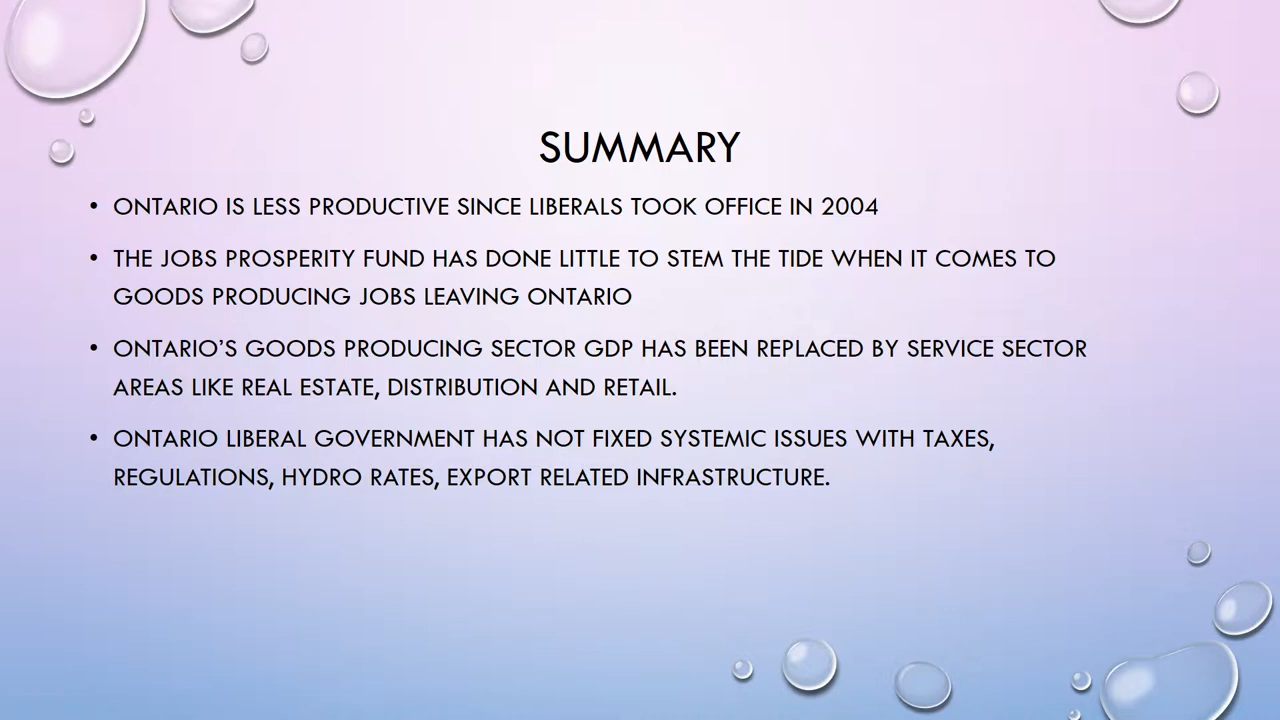 SUMMARY
• ONTARIO IS LESS PRODUCTIVE SINCE LIBERALS TOOK OFFICE IN 2004
• THE JOBS PROSPERITY FUND HAS DONE LITTLE TO STEM THE TIDE WHEN IT COMES TO
GOODS PRODUCING JOBS LEAVING ONTARIO
• ONTARIO’S GOODS PRODUCING SECTOR GDP HAS BEEN REPLACED BY SERVICE SECTOR
AREAS LIKE REAL ESTATE, DISTRIBUTION AND RETAIL.
• ONTARIO LIBERAL GOVERNMENT HAS NOT FIXED SYSTEMIC ISSUES WITH TAXES,
REGULATIONS, HYDRO RATES, EXPORT RELATED INFRASTRUCTURE.